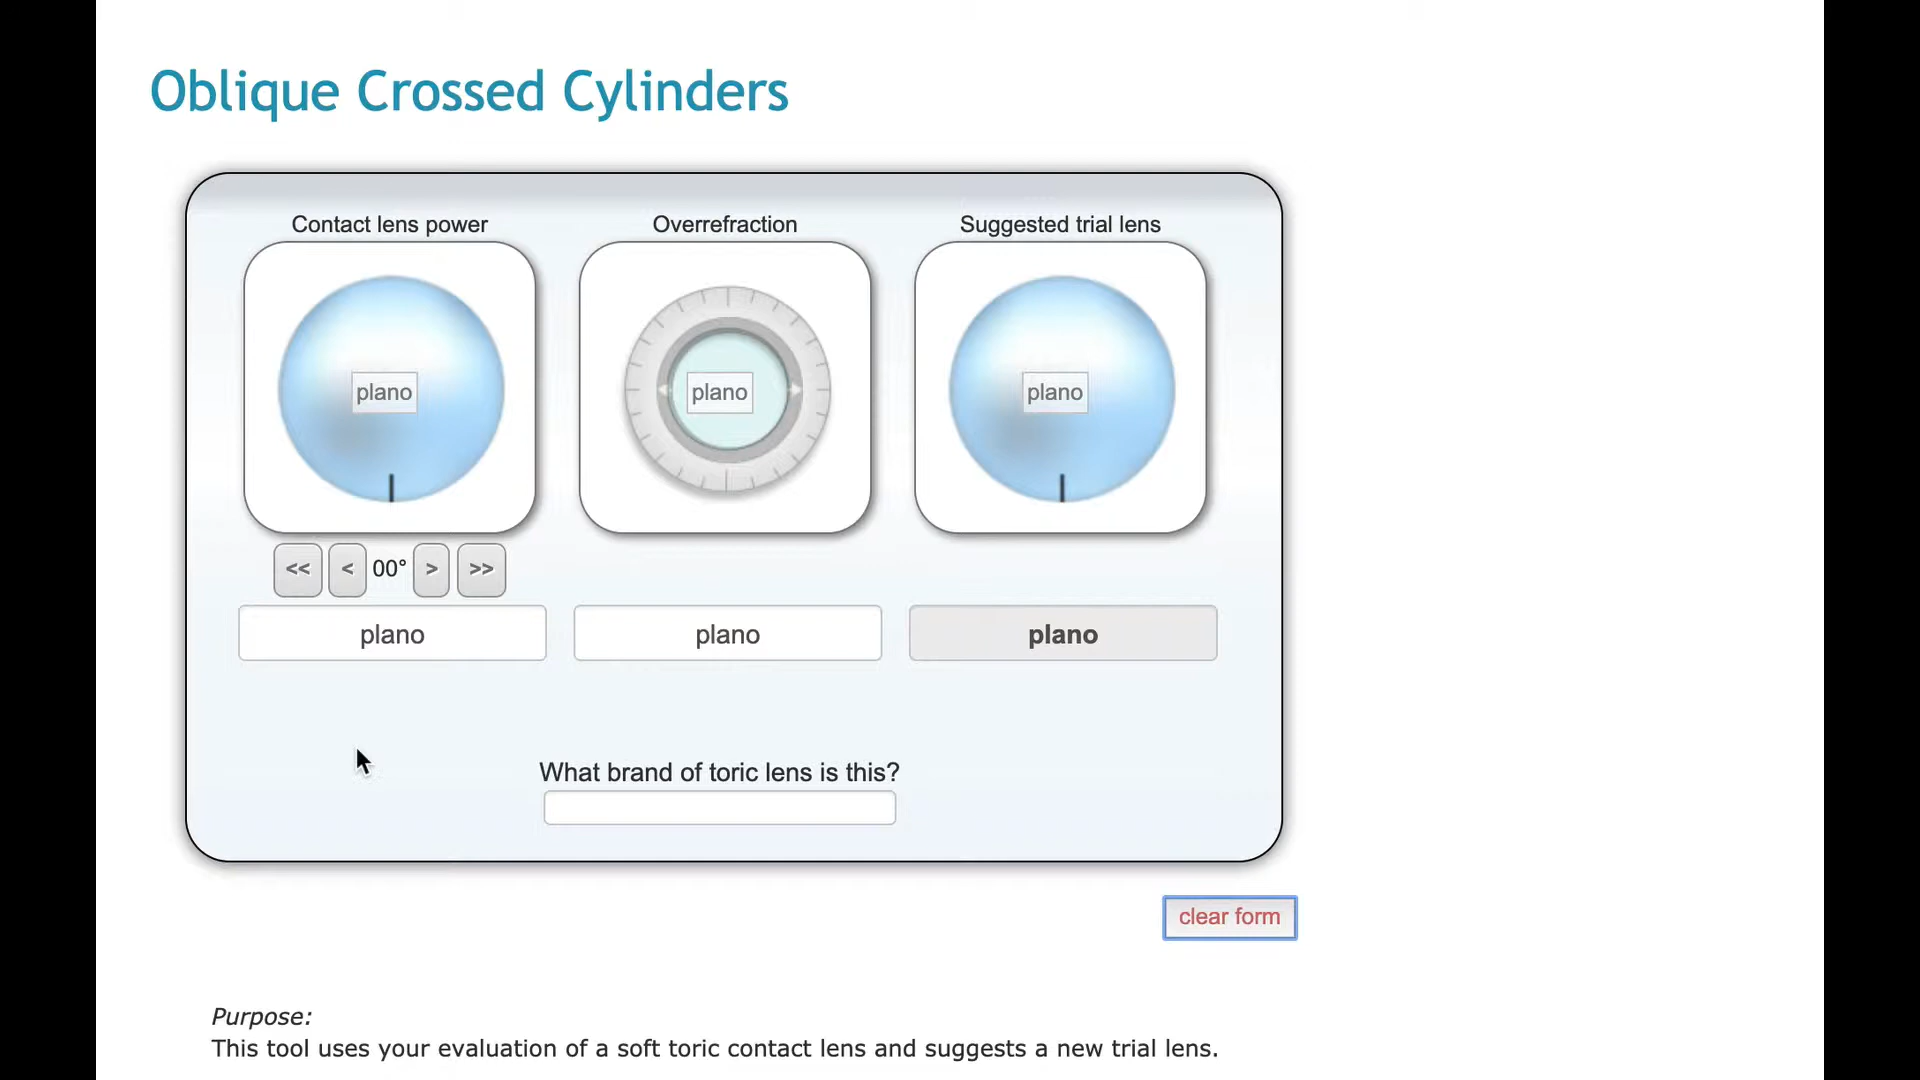 Oblique Crossed Cylinders
Contact lens power
Overrefraction
Suggested trial lens
plano
plano
plano
<< < 00° > >>
plano
plano
plano
What brand of toric lens is this?
clear form
Purpose:
This tool uses your evaluation of a soft toric contact lens and suggests a new trial lens.